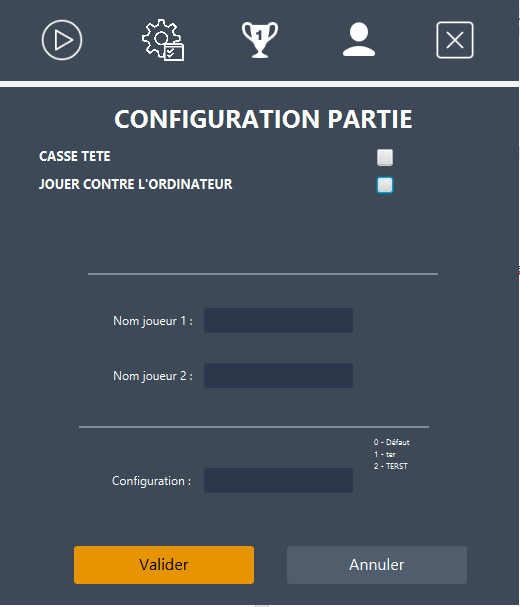 1
CONFIGURATION PARTIE
CASSE TETE
JOUER CONTRE L'ORDINATEUR
Nom joueur 1 :
Nom joueur 2 :
0 - Défaut
1 - ter
2 - TERST
Configuration :
Valider Annuler